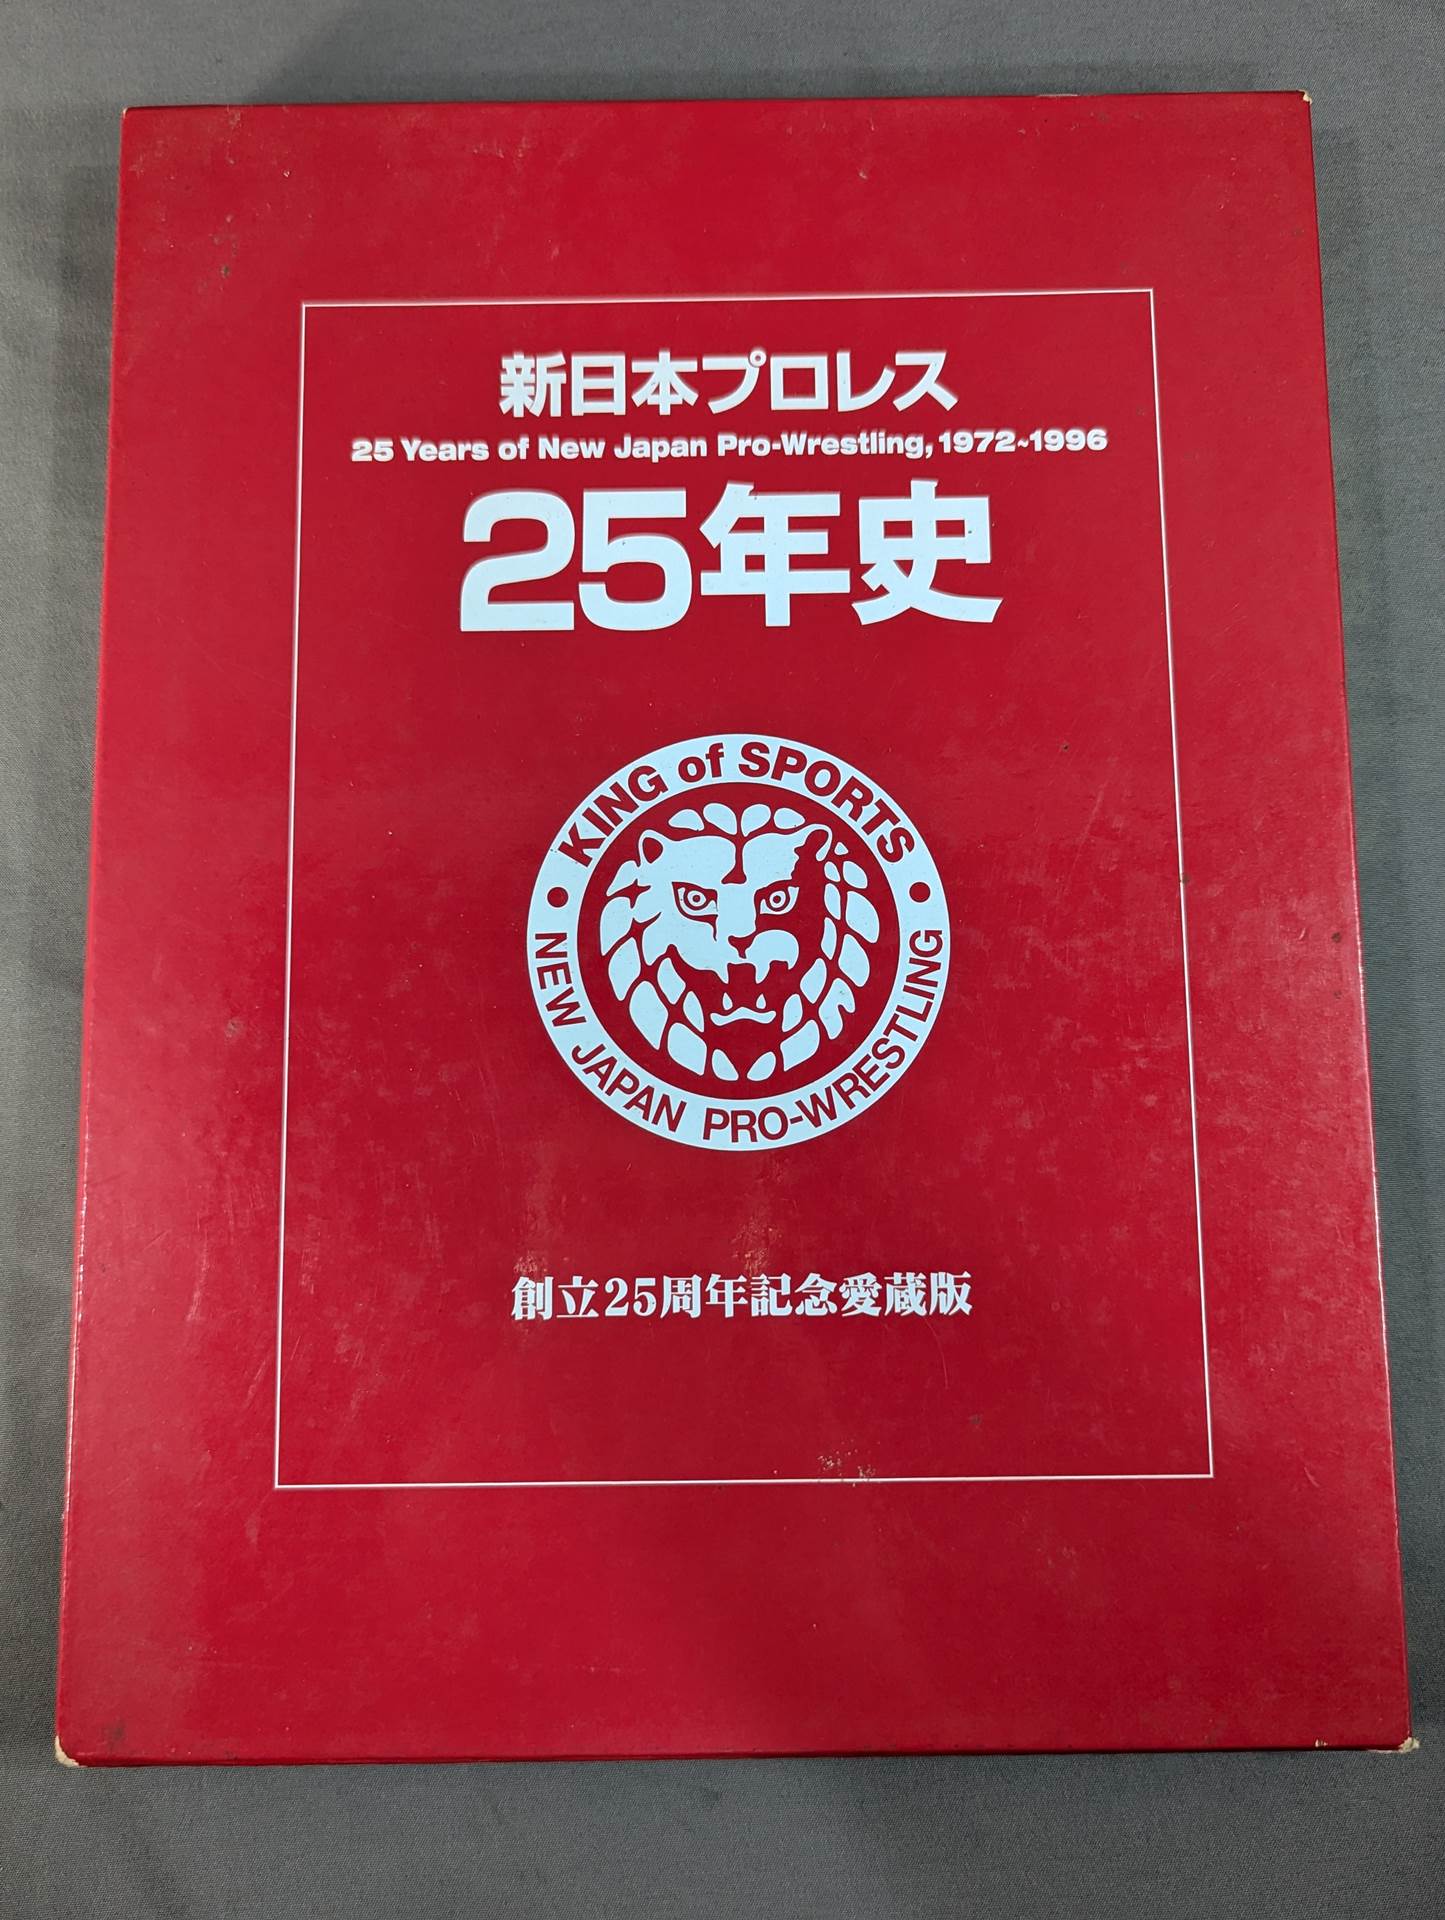 新日本プロレス
25 Years of New Japan Pro-Wrestling, 1972~1996
25年史
KING of SPORTS
NEW JAPAN PRO-WRESTLING
創立25周年記念愛蔵版